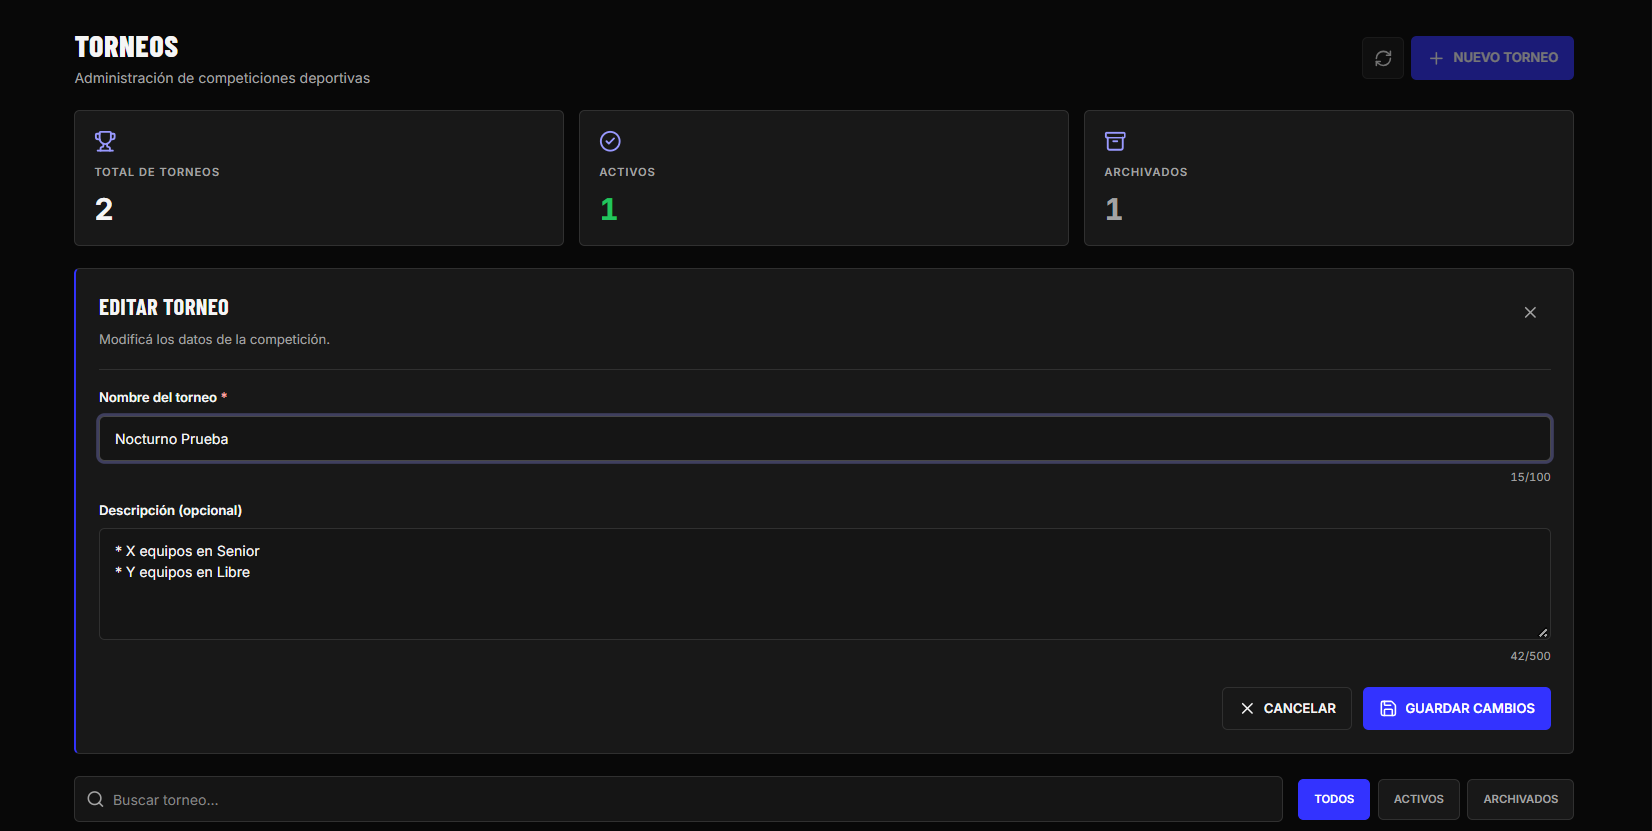 TORNEOS
Administración de competiciones deportivas
NUEVO TORNEO
TOTAL DE TORNEOS
2
ACTIVOS
1
ARCHIVADOS
1
EDITAR TORNEO
Modificá los datos de la competición.
Nombre del torneo *
Nocturno Prueba
15/100
Descripción (opcional)
* X equipos en Senior
* Y equipos en Libre
42/500
CANCELAR
GUARDAR CAMBIOS
Buscar torneo...
TODOS
ACTIVOS
ARCHIVADOS